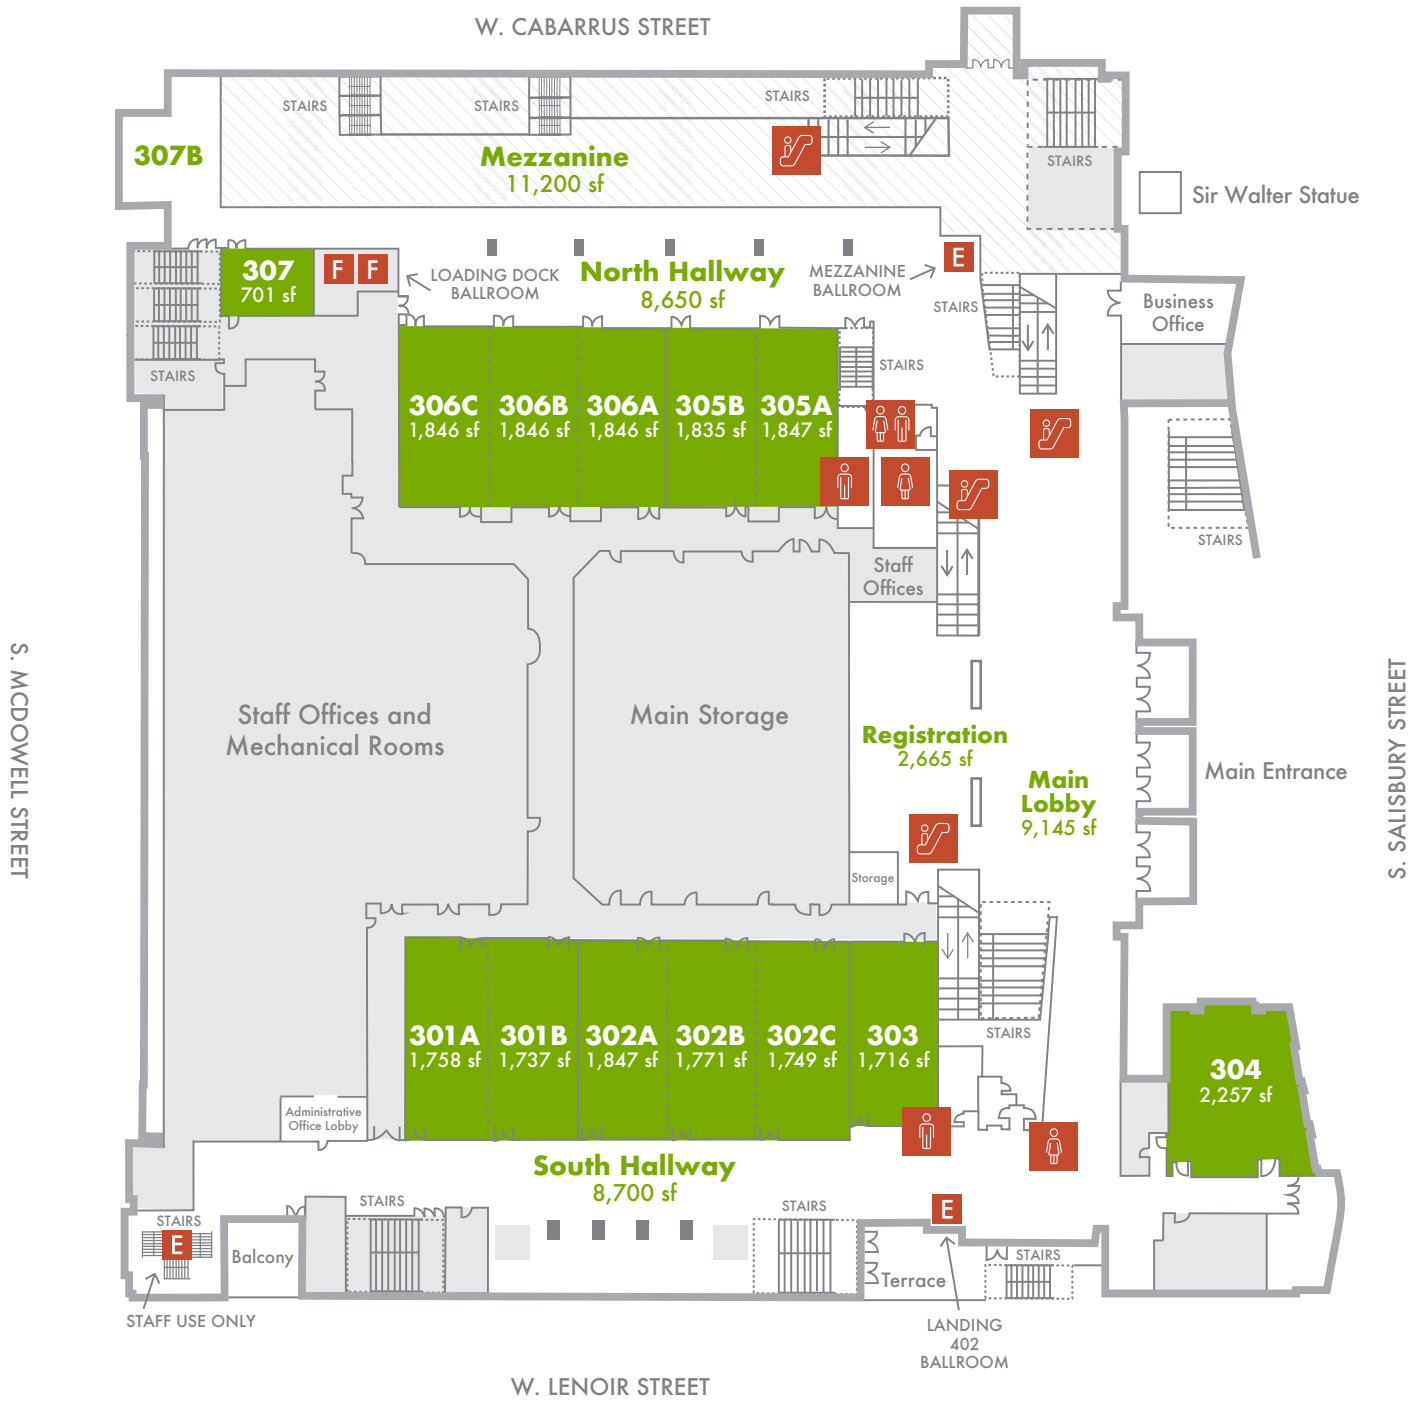 W. CABARRUS STREET
STAIRS
STAIRS
STAIRS
307B
Mezzanine
11,200 sf
STAIRS
Sir Walter Statue
307
701 sf
F
F
LOADING DOCK
BALLROOM
North Hallway
8,650 sf
MEZZANINE
BALLROOM
E
STAIRS
Business
Office
STAIRS
STAIRS
306C
1,846 sf
306B
1,846 sf
306A
1,846 sf
305B
1,835 sf
305A
1,847 sf
STAIRS
Staff
Offices
S. MCDOWELL STREET
Staff Offices and
Mechanical Rooms
Main Storage
Registration
2,665 sf
Main
Lobby
9,145 sf
Main Entrance
S. SALISBURY STREET
Storage
301A
1,758 sf
301B
1,737 sf
302A
1,847 sf
302B
1,771 sf
302C
1,749 sf
303
1,716 sf
STAIRS
304
2,257 sf
Administrative
Office Lobby
South Hallway
8,700 sf
STAIRS
STAIRS
STAIRS
E
E
Balcony
STAIRS
Terrace
STAFF USE ONLY
LANDING
402
BALLROOM
W. LENOIR STREET